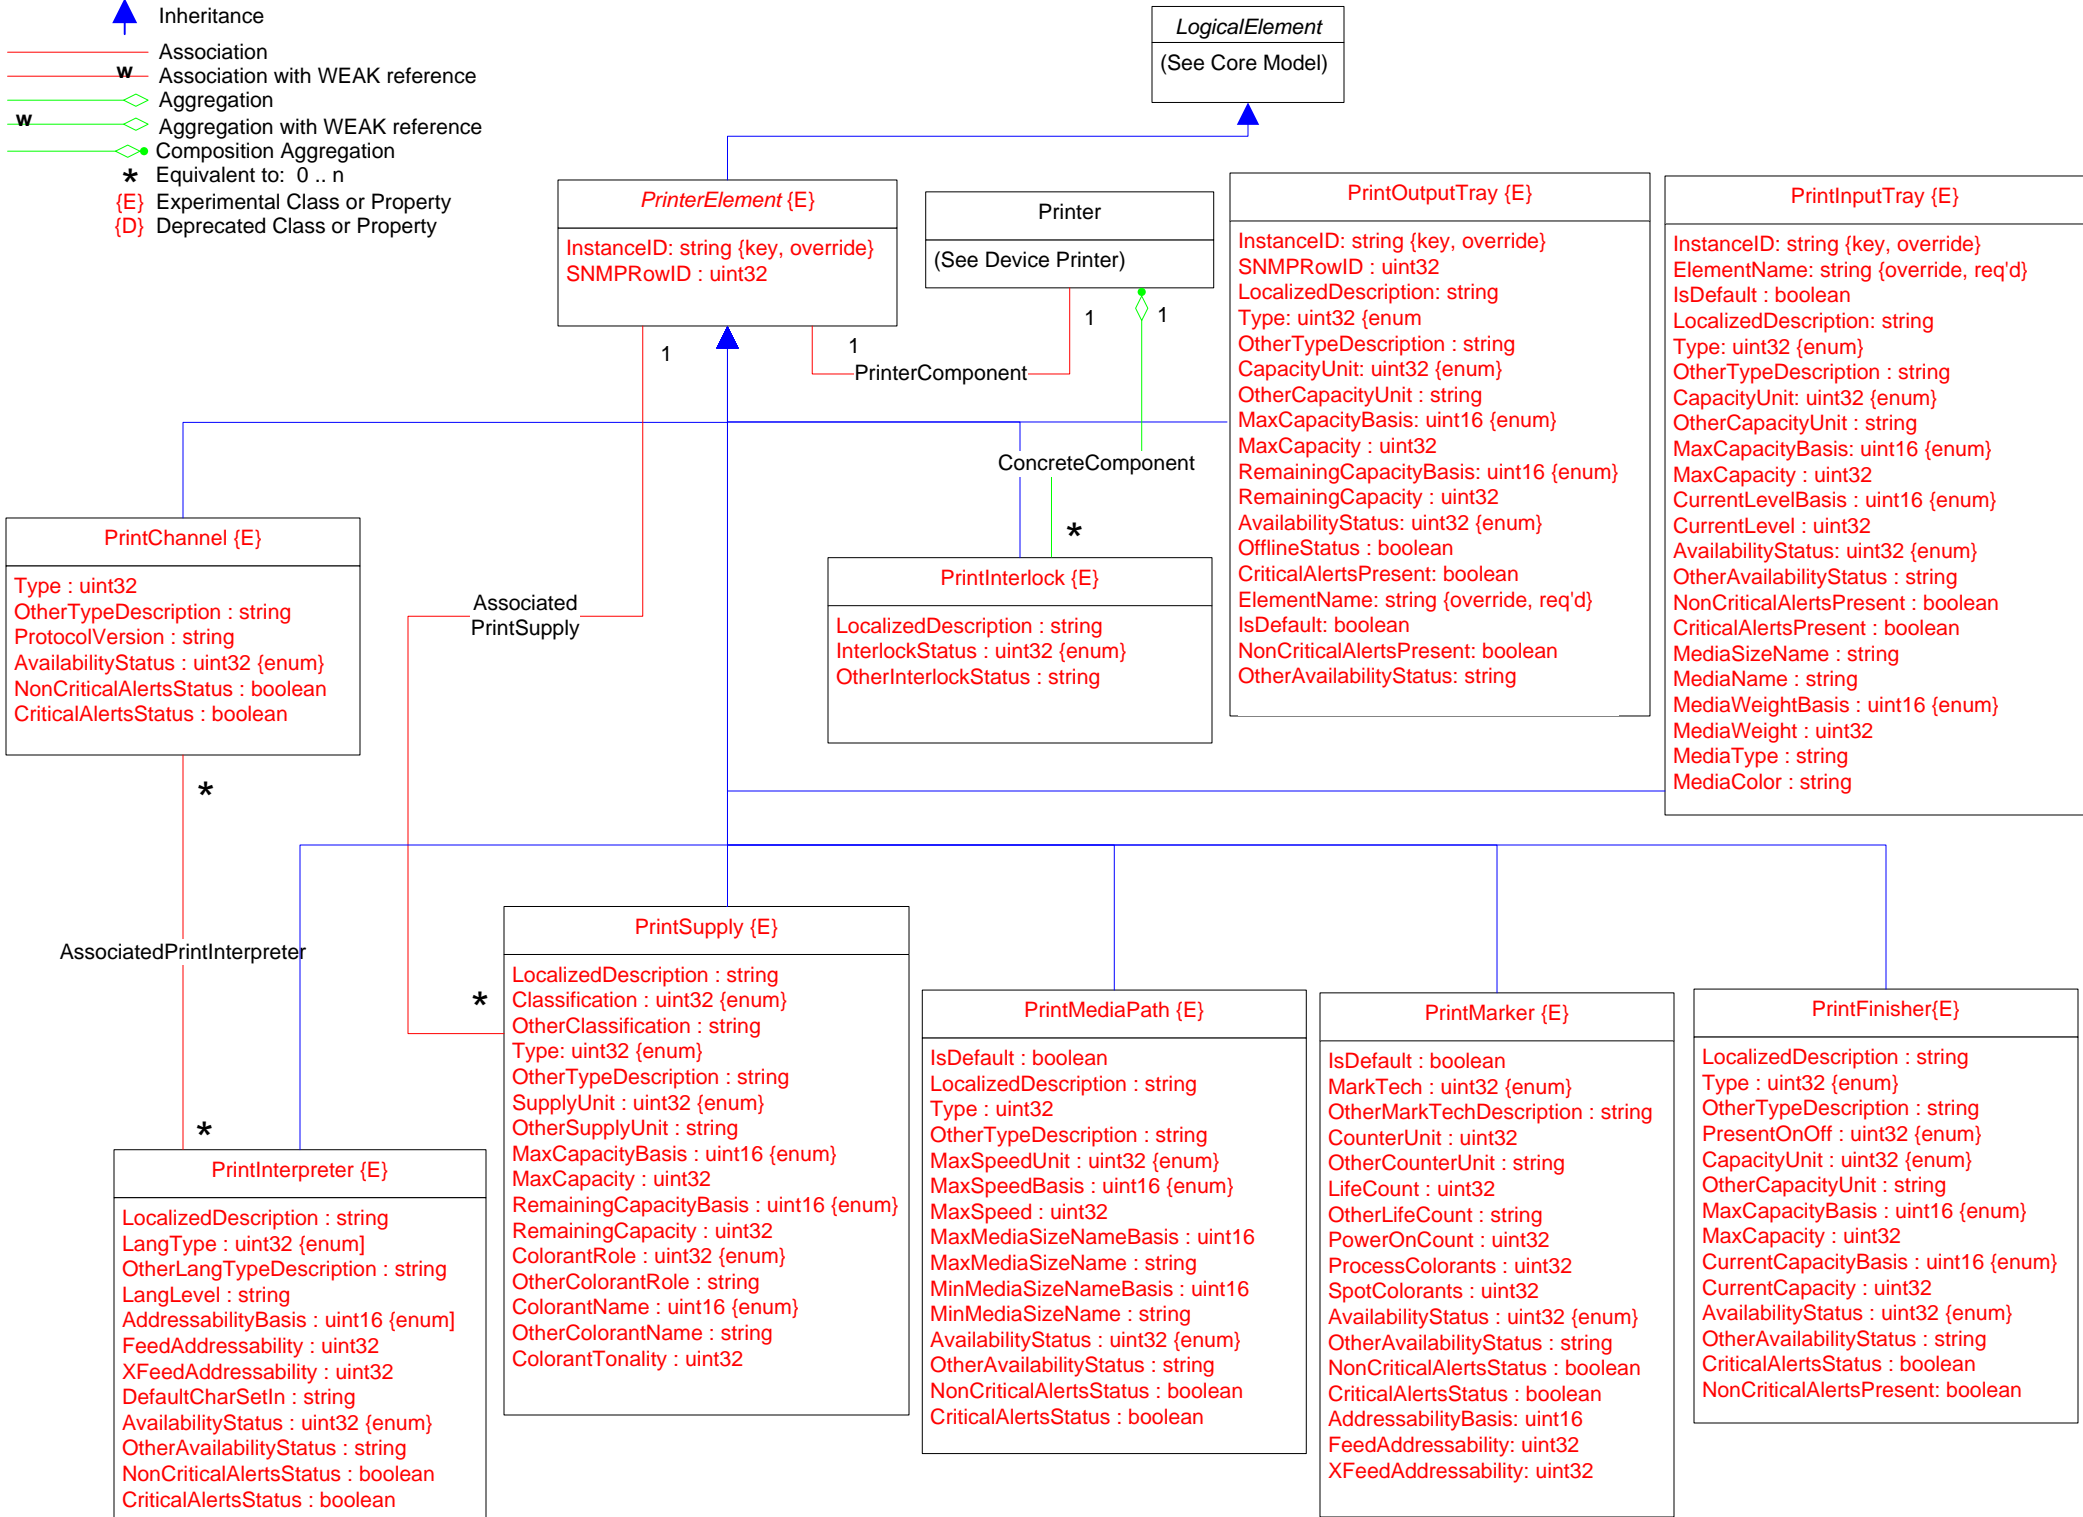 Inheritance
Association
w
Association with WEAK reference
Aggregation
w
Aggregation with WEAK reference
Composition Aggregation
* Equivalent to: 0 .. n
{E} Experimental Class or Property
{D} Deprecated Class or Property
LogicalElement
(See Core Model)
PrinterElement {E}
InstanceID: string {key, override}
SNMPRowID : uint32
Printer
(See Device Printer)
PrintOutputTray {E}
InstanceID: string {key, override}
SNMPRowID : uint32
LocalizedDescription: string
Type: uint32 {enum
OtherTypeDescription : string
CapacityUnit: uint32 {enum}
OtherCapacityUnit : string
MaxCapacityBasis: uint16 {enum}
MaxCapacity : uint32
RemainingCapacityBasis: uint16 {enum}
RemainingCapacity : uint32
AvailabilityStatus: uint32 {enum}
OfflineStatus : boolean
CriticalAlertsPresent: boolean
ElementName: string {override, req'd}
IsDefault: boolean
NonCriticalAlertsPresent: boolean
OtherAvailabilityStatus: string
PrintInputTray {E}
InstanceID: string {key, override}
ElementName: string {override, req'd}
IsDefault : boolean
LocalizedDescription: string
Type: uint32 {enum}
OtherTypeDescription : string
CapacityUnit: uint32 {enum}
OtherCapacityUnit : string
MaxCapacityBasis: uint16 {enum}
MaxCapacity : uint32
CurrentLevelBasis : uint16 {enum}
CurrentLevel : uint32
AvailabilityStatus: uint32 {enum}
OtherAvailabilityStatus : string
NonCriticalAlertsPresent : boolean
CriticalAlertsPresent : boolean
MediaSizeName : string
MediaName : string
MediaWeightBasis : uint16 {enum}
MediaWeight : uint32
MediaType : string
MediaColor : string
1
1
1
1
PrinterComponent
ConcreteComponent
*
PrintChannel {E}
Type : uint32
OtherTypeDescription : string
ProtocolVersion : string
AvailabilityStatus : uint32 {enum}
NonCriticalAlertsStatus : boolean
CriticalAlertsStatus : boolean
Associated
PrintSupply
PrintInterlock {E}
LocalizedDescription : string
InterlockStatus : uint32 {enum}
OtherInterlockStatus : string
*
AssociatedPrintInterpreter
*
*
PrintInterpreter {E}
LocalizedDescription : string
LangType : uint32 {enum]
OtherLangTypeDescription : string
LangLevel : string
AddressabilityBasis : uint16 {enum]
FeedAddressability : uint32
XFeedAddressability : uint32
DefaultCharSetIn : string
AvailabilityStatus : uint32 {enum}
OtherAvailabilityStatus : string
NonCriticalAlertsStatus : boolean
CriticalAlertsStatus : boolean
PrintSupply {E}
LocalizedDescription : string
Classification : uint32 {enum}
OtherClassification : string
Type: uint32 {enum}
OtherTypeDescription : string
SupplyUnit : uint32 {enum}
OtherSupplyUnit : string
MaxCapacityBasis : uint16 {enum}
MaxCapacity : uint32
RemainingCapacityBasis : uint16 {enum}
RemainingCapacity : uint32
ColorantRole : uint32 {enum}
OtherColorantRole : string
ColorantName : uint16 {enum}
OtherColorantName : string
ColorantTonality : uint32
PrintMediaPath {E}
IsDefault : boolean
LocalizedDescription : string
Type : uint32
OtherTypeDescription : string
MaxSpeedUnit : uint32 {enum}
MaxSpeedBasis : uint16 {enum}
MaxSpeed : uint32
MaxMediaSizeNameBasis : uint16
MaxMediaSizeName : string
MinMediaSizeNameBasis : uint16
MinMediaSizeName : string
AvailabilityStatus : uint32 {enum}
OtherAvailabilityStatus : string
NonCriticalAlertsStatus : boolean
CriticalAlertsStatus : boolean
PrintMarker {E}
IsDefault : boolean
MarkTech : uint32 {enum}
OtherMarkTechDescription : string
CounterUnit : uint32
OtherCounterUnit : string
LifeCount : uint32
OtherLifeCount : string
PowerOnCount : uint32
ProcessColorants : uint32
SpotColorants : uint32
AvailabilityStatus : uint32 {enum}
OtherAvailabilityStatus : string
NonCriticalAlertsStatus : boolean
CriticalAlertsStatus : boolean
AddressabilityBasis: uint16
FeedAddressability: uint32
XFeedAddressability: uint32
PrintFinisher{E}
LocalizedDescription : string
Type : uint32 {enum}
OtherTypeDescription : string
PresentOnOff : uint32 {enum}
CapacityUnit : uint32 {enum}
OtherCapacityUnit : string
MaxCapacityBasis : uint16 {enum}
MaxCapacity : uint32
CurrentCapacityBasis : uint16 {enum}
CurrentCapacity : uint32
AvailabilityStatus : uint32 {enum}
OtherAvailabilityStatus : string
CriticalAlertsStatus : boolean
NonCriticalAlertsPresent: boolean